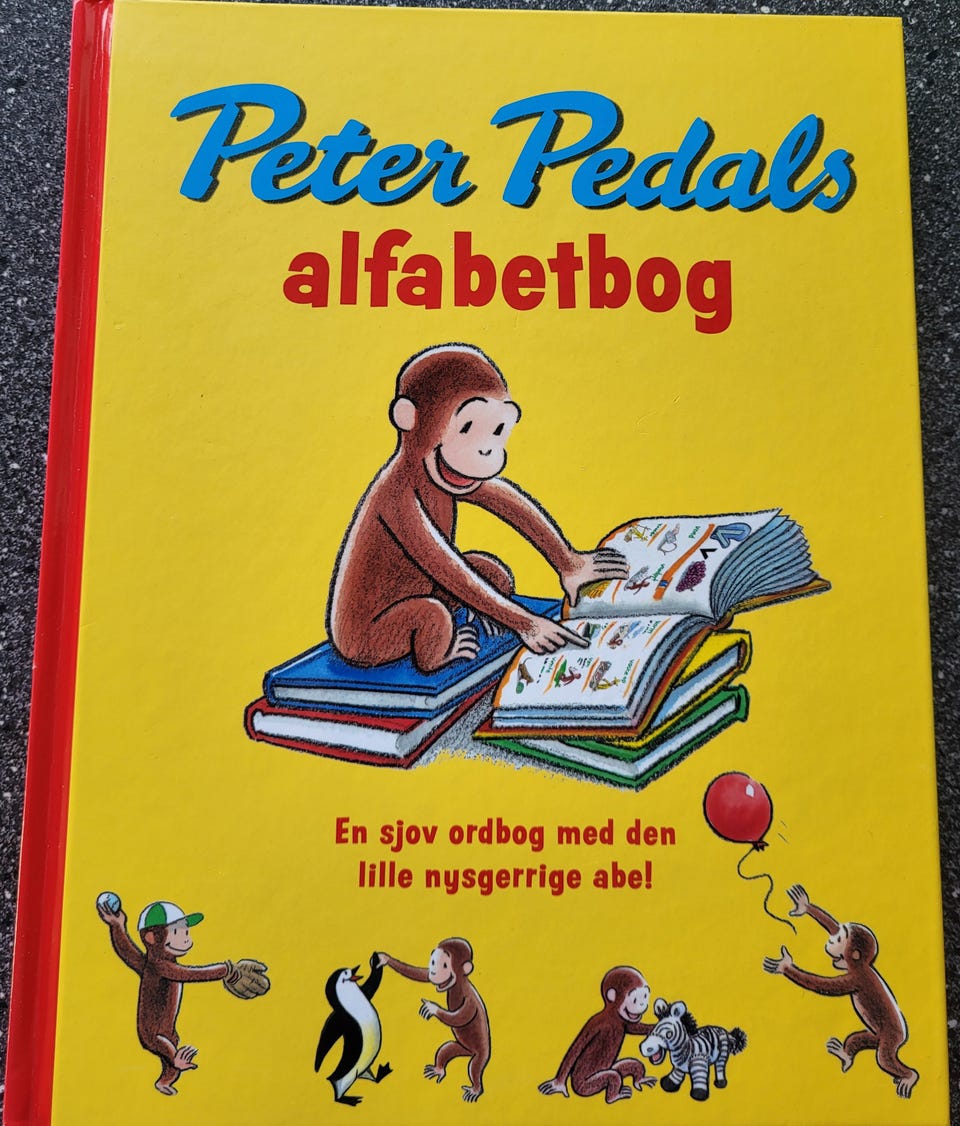 Peter Pedals
alfabetbog
En sjov ordbog med den
lille nysgerrige abe!